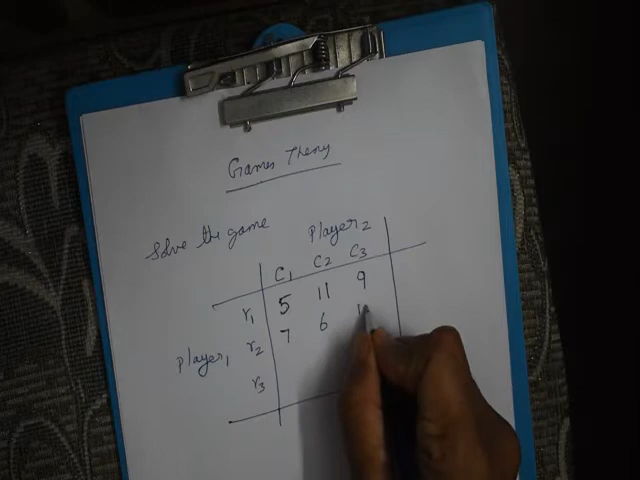 Games Theory
Solve the game
Player 2
C1 C2 C3
r1 5 11 9
r2 7 6
Player 1
r3